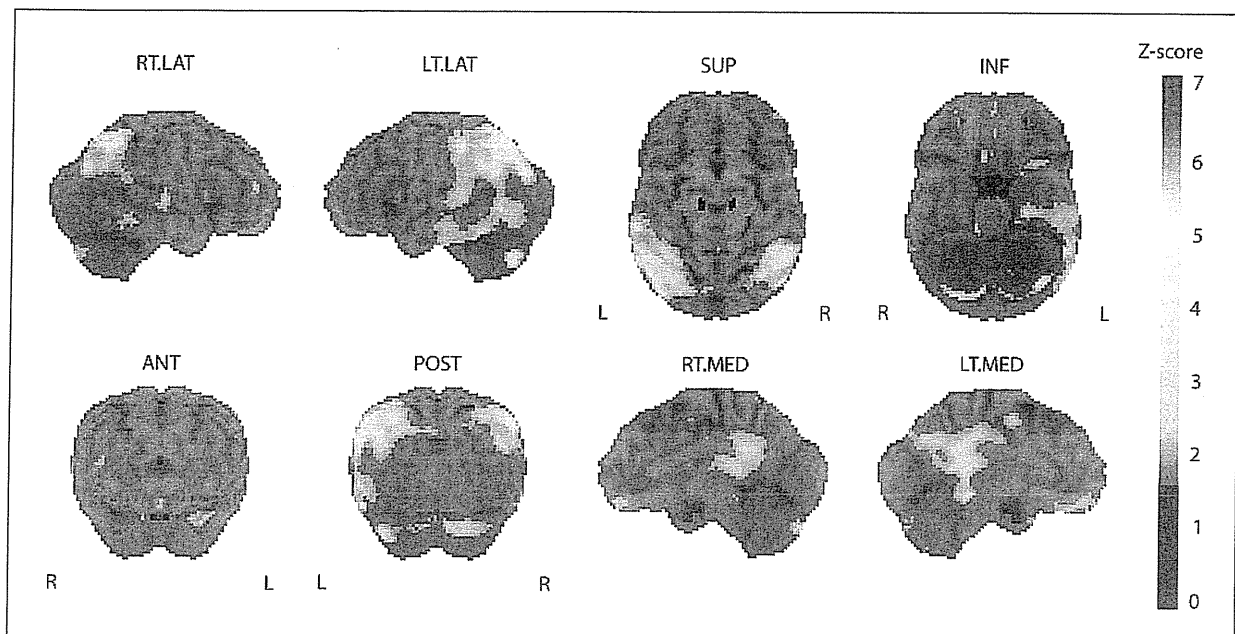 RT.LAT LT.LAT SUP INF Z-score
7
6
5
L R R L
4
ANT POST RT.MED LT.MED
3
2
1
R L L R
0